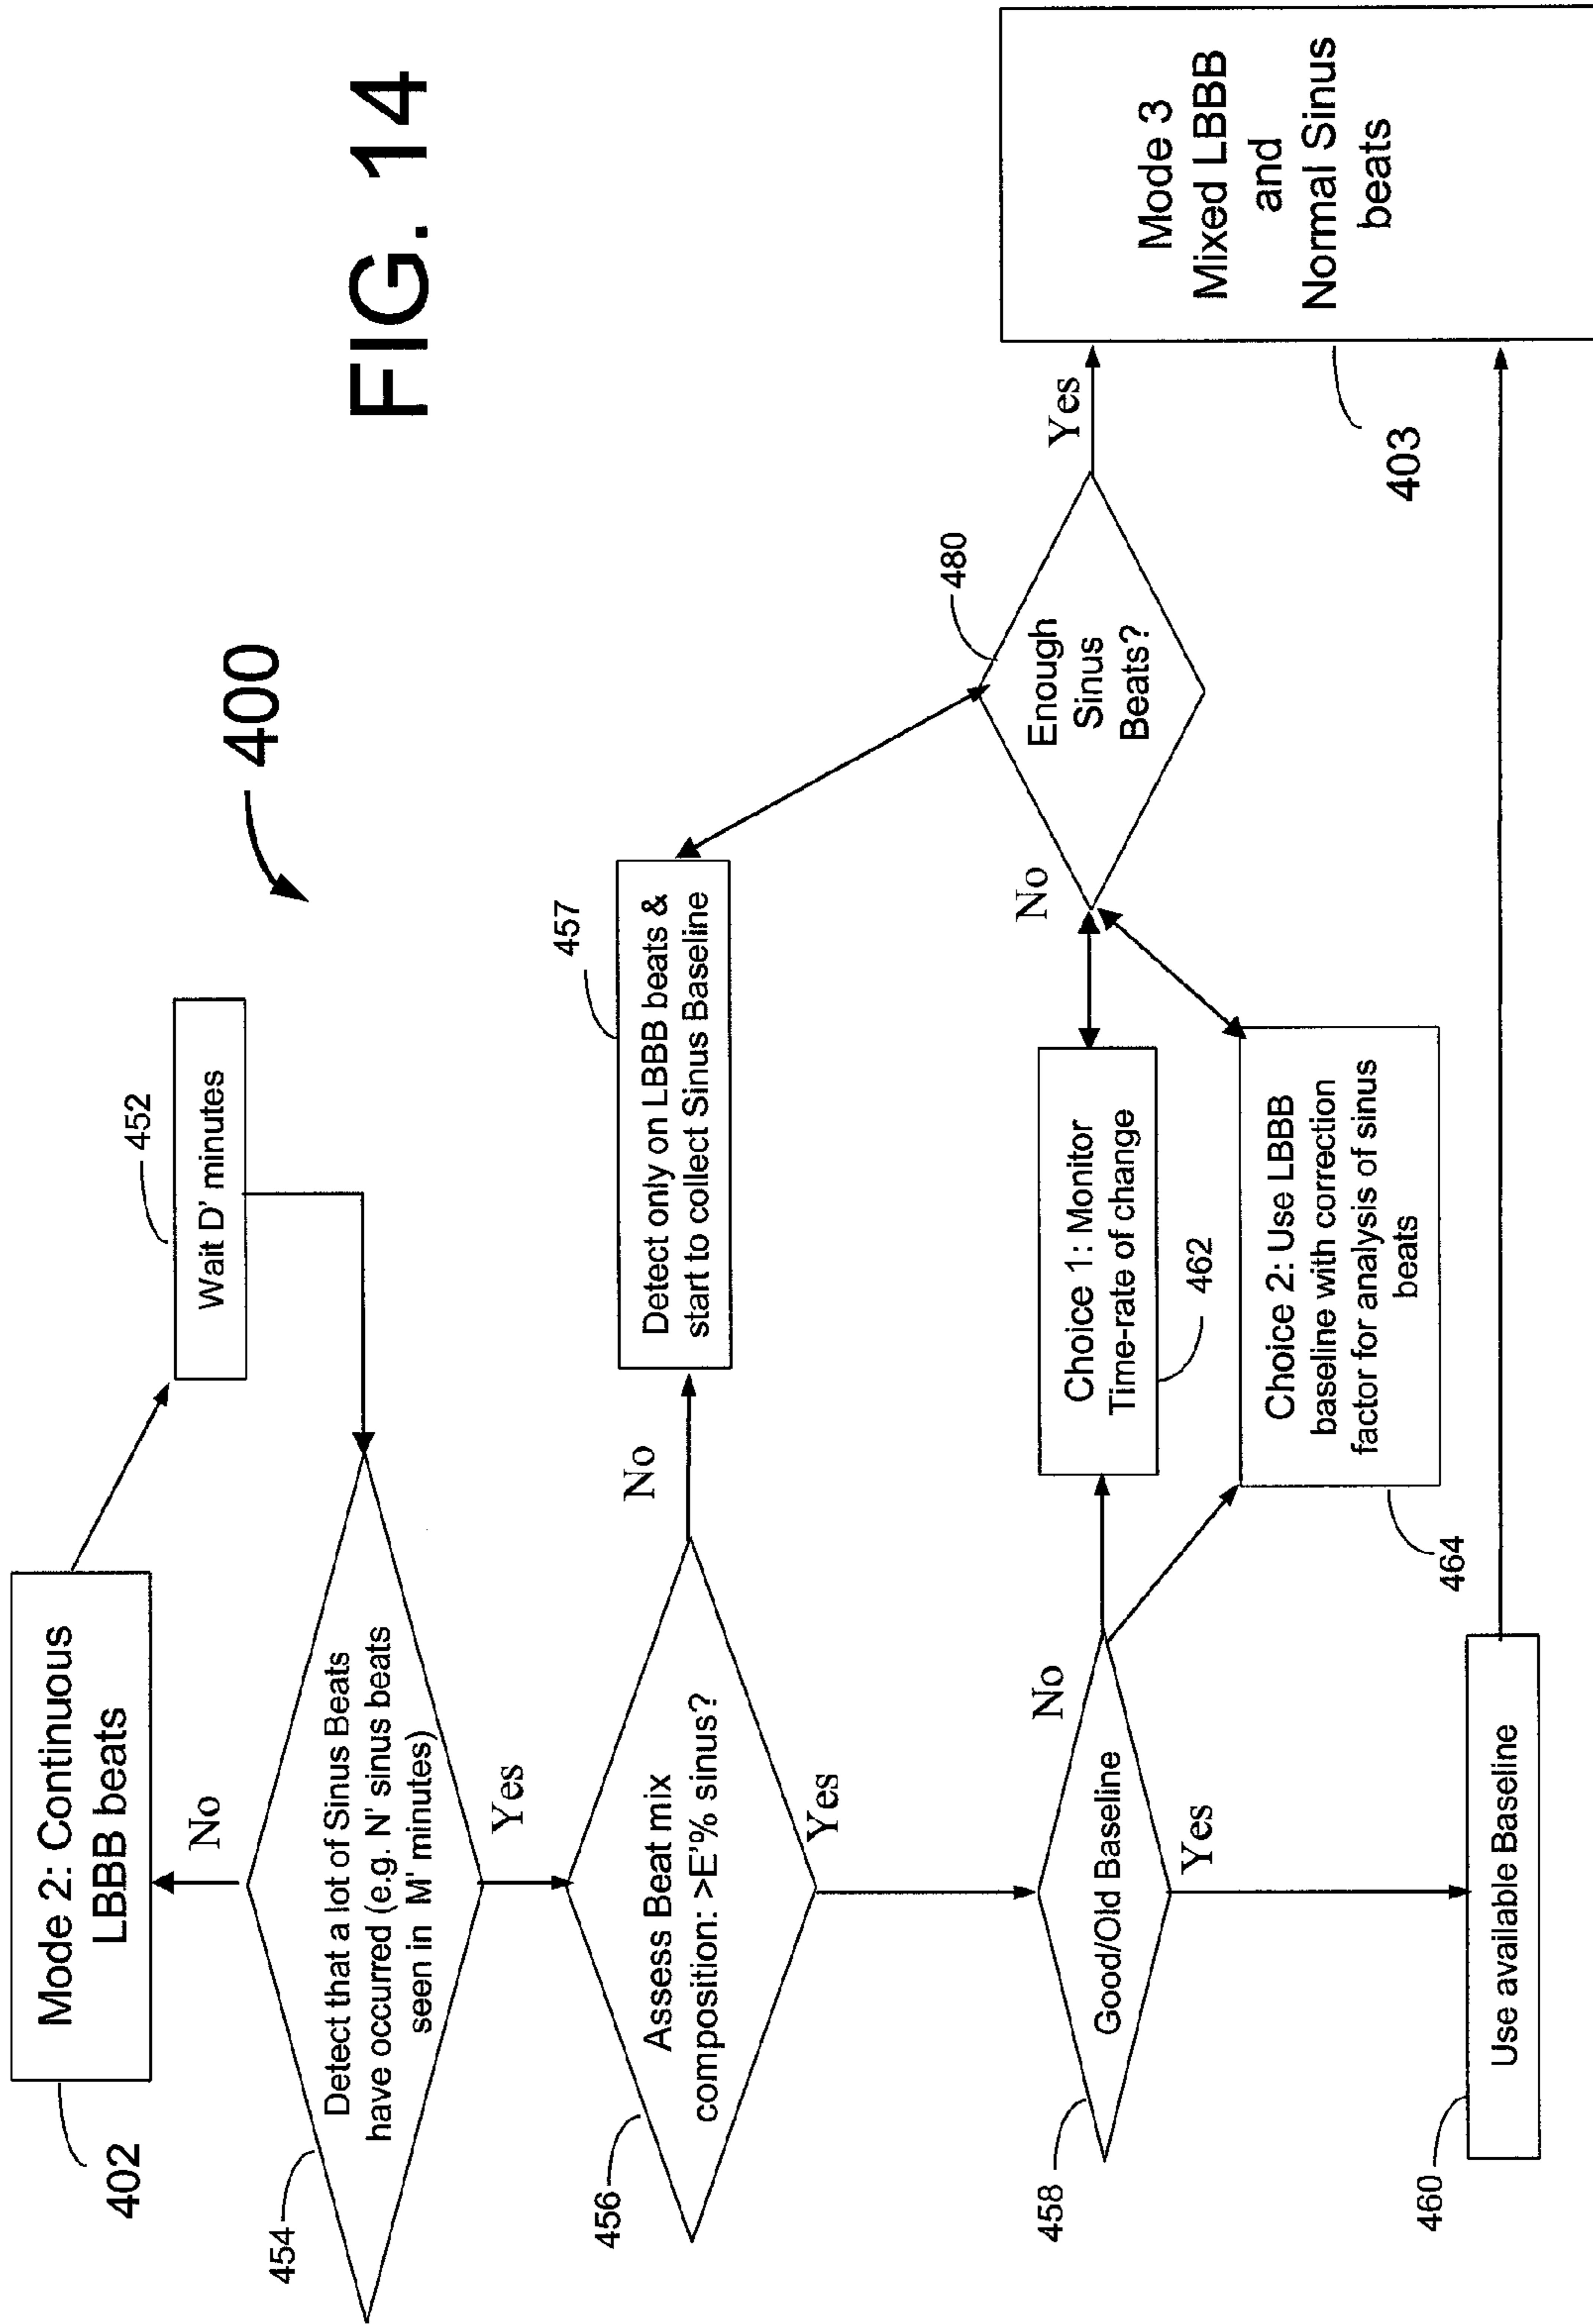 FIG. 14
400
402
Mode 2: Continuous
LBBB beats
452
Wait D' minutes
No
454
Detect that a lot of Sinus Beats
have occurred (e.g. N' sinus beats
seen in M' minutes)
Yes
456
Assess Beat mix
composition: >E'% sinus?
No
457
Detect only on LBBB beats &
start to collect Sinus Baseline
Yes
458
Good/Old Baseline
No
Choice 1: Monitor
Time-rate of change
462
No
480
Enough
Sinus
Beats?
Yes
Mode 3
Mixed LBBB
and
Normal Sinus
beats
403
Choice 2: Use LBBB
baseline with correction
factor for analysis of sinus
beats
464
Yes
460
Use available Baseline